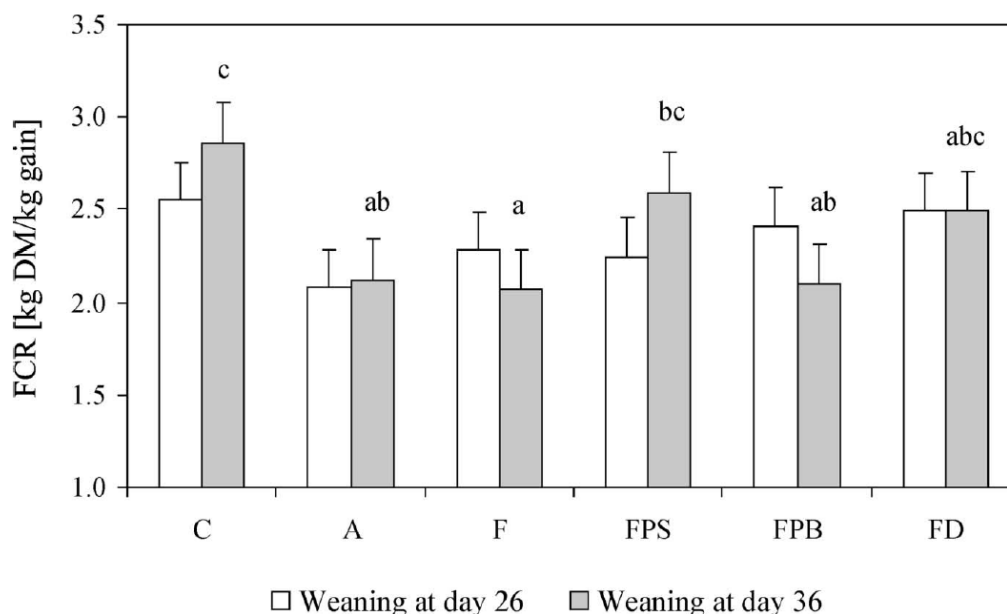 3.5
c
3.0
bc
abc
ab
a
ab
2.5
2.0
1.5
1.0
FCR [kg DM/kg gain]
C A F FPS FPB FD
Weaning at day 26 Weaning at day 36